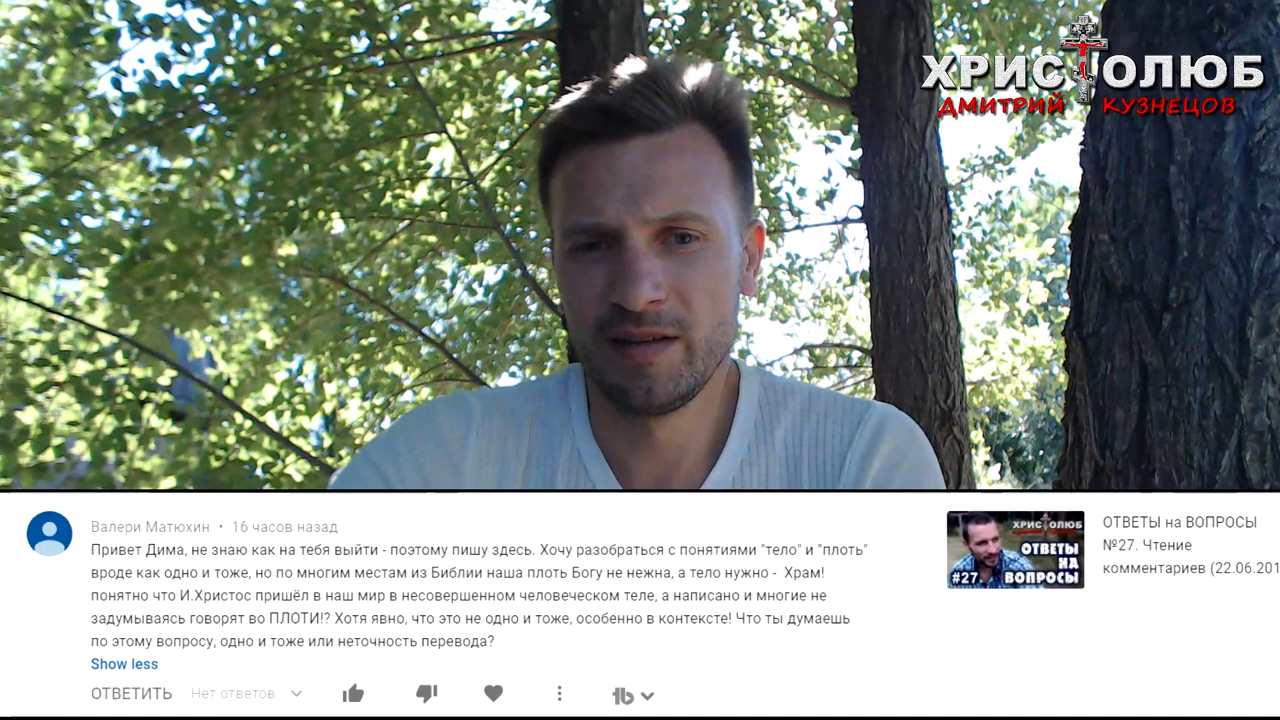 ХРИСТОЛЮБ
ДМИТРИЙ КУЗНЕЦОВ
Валери Матюхин • 16 часов назад
Привет Дима, не знаю как на тебя выйти - поэтому пишу здесь. Хочу разобраться с понятиями "тело" и "плоть"
вроде как одно и тоже, но по многим местам из Библии наша плоть Богу не нежна, а тело нужно - Храм!
понятно что И.Христос пришёл в наш мир в несовершенном человеческом теле, а написано и многие не
задумываясь говорят во ПЛОТИ!? Хотя явно, что это не одно и тоже, особенно в контексте! Что ты думаешь
по этому вопросу, одно и тоже или неточность перевода?
Show less
ОТВЕТИТЬ Нет ответов
ХРИСТОЛЮБ
ОТВЕТЫ
НА
#27 ВОПРОСЫ
ОТВЕТЫ на ВОПРОСЫ
№27. Чтение
комментариев (22.06.201